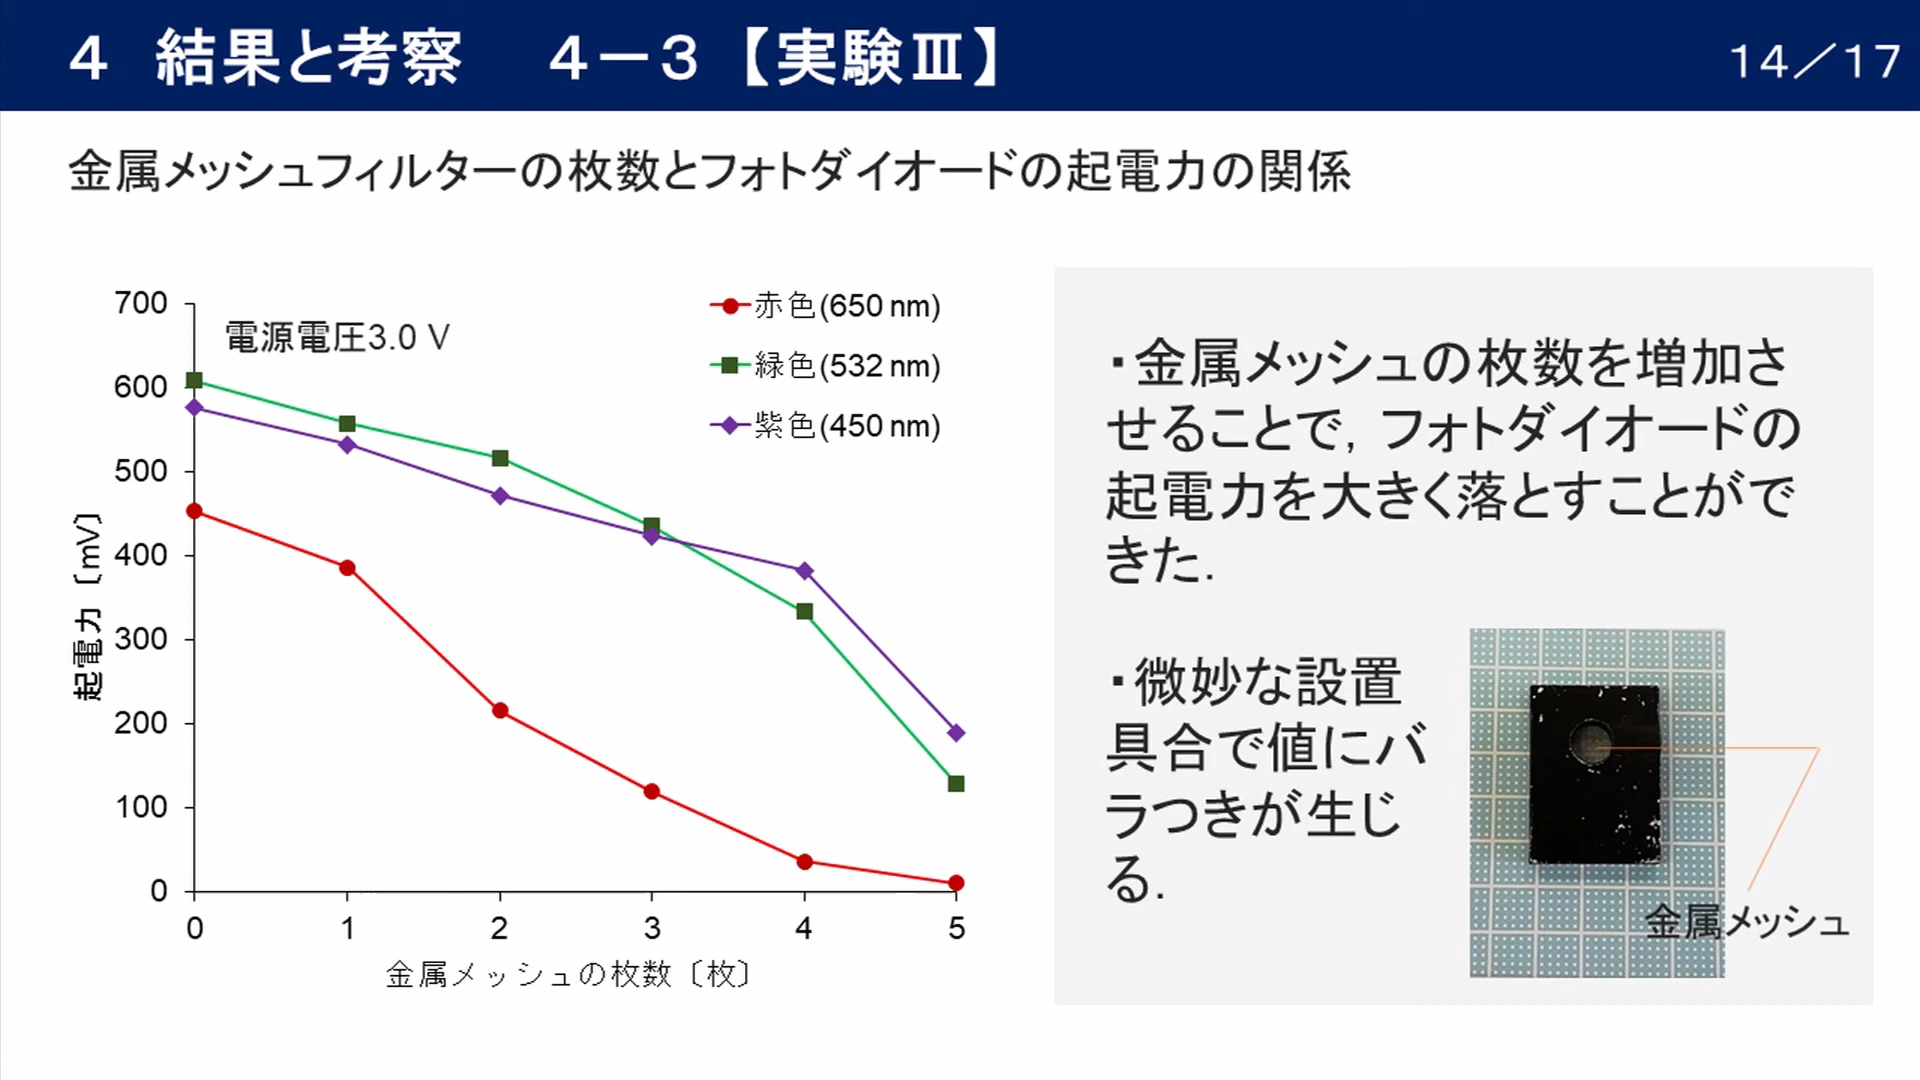 4 結果と考察 4－3【実験Ⅲ】
14／17
金属メッシュフィルターの枚数とフォトダイオードの起電力の関係
電源電圧3.0 V
赤色(650 nm)
緑色(532 nm)
紫色(450 nm)
起電力〔mV〕
700
600
500
400
300
200
100
0
0 1 2 3 4 5
金属メッシュの枚数〔枚〕
・金属メッシュの枚数を増加さ
せることで，フォトダイオードの
起電力を大きく落とすことがで
きた．
・微妙な設置
具合で値にバ
ラつきが生じ
る．
金属メッシュ